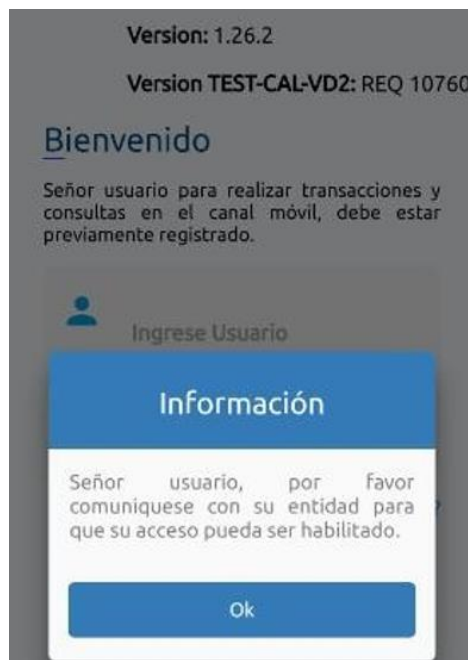 Version: 1.26.2
Version TEST-CAL-VD2: REQ 10760
Bienvenido
Señor usuario para realizar transacciones y
consultas en el canal móvil, debe estar
previamente registrado.
Ingrese Usuario
Información
Señor usuario, por favor
comuniquese con su entidad para
que su acceso pueda ser habilitado.
?
Ok